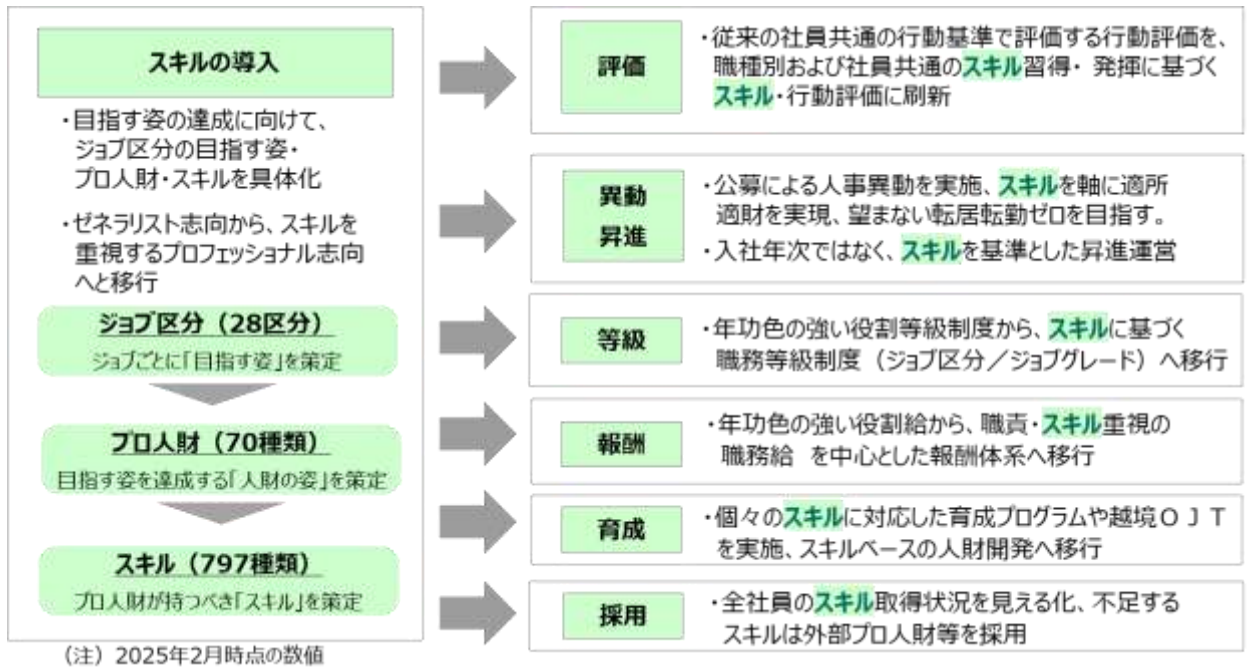 スキルの導入
・目指す姿の達成に向けて、
ジョブ区分の目指す姿・
プロ人財・スキルを具体化
・ゼネラリスト志向から、スキルを
重視するプロフェッショナル志向
へと移行
ジョブ区分（28区分）
ジョブごとに「目指す姿」を策定
プロ人財（70種類）
目指す姿を達成する「人財の姿」を策定
スキル（797種類）
プロ人財が持つべき「スキル」を策定
（注）2025年2月時点の数値
評価
・従来の社員共通の行動基準で評価する行動評価を、
職種別および社員共通のスキル習得・ 発揮に基づく
スキル・行動評価に刷新
異動
昇進
・公募による人事異動を実施、スキルを軸に適所
適財を実現、望まない転居転勤ゼロを目指す。
・入社年次ではなく、スキルを基準とした昇進運営
等級
・年功色の強い役割等級制度から、スキルに基づく
職務等級制度（ジョブ区分／ジョブグレード）へ移行
報酬
・年功色の強い役割給から、職責・スキル重視の
職務給 を中心とした報酬体系へ移行
育成
・個々のスキルに対応した育成プログラムや越境ＯＪＴ
を実施、スキルベースの人財開発へ移行
採用
・全社員のスキル取得状況を見える化、不足する
スキルは外部プロ人財等を採用